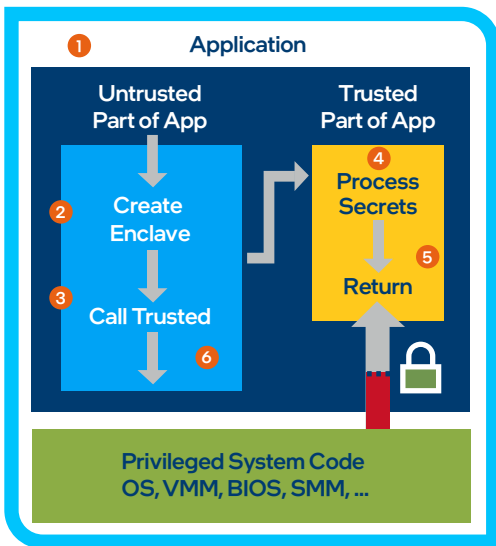 1
Application
Untrusted
Part of App
Trusted
Part of App
2
Create
Enclave
3
Call Trusted
6
4
Process
Secrets
5
Return
Privileged System Code
OS, VMM, BIOS, SMM, ...